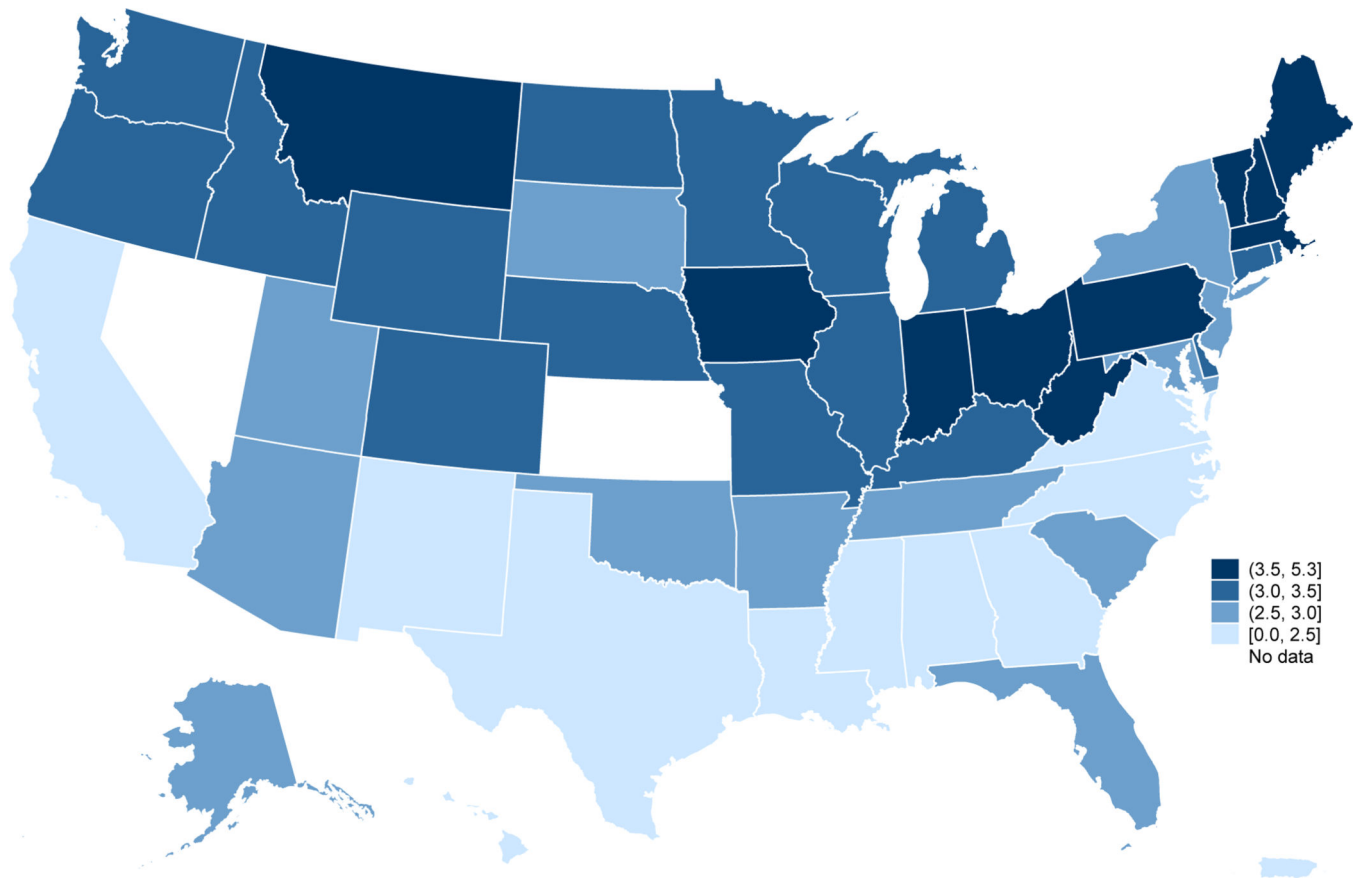 (3.5, 5.3]
(3.0, 3.5]
(2.5, 3.0]
[0.0, 2.5]
No data